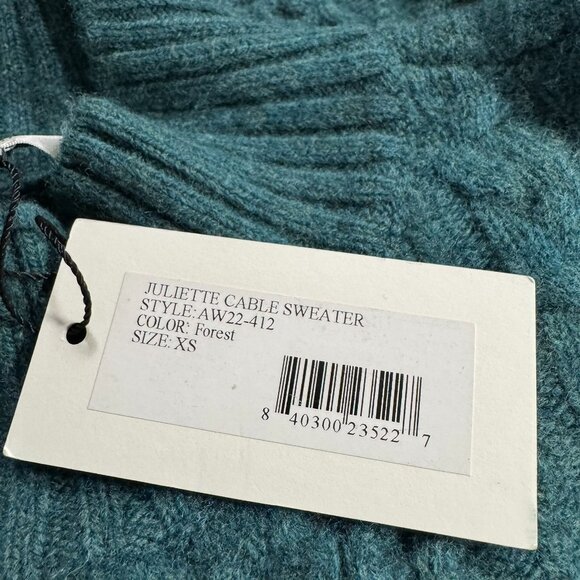 JULIETTE CABLE SWEATER
STYLE: AW22-412
COLOR: Forest
SIZE: XS
8 40300 23522 7